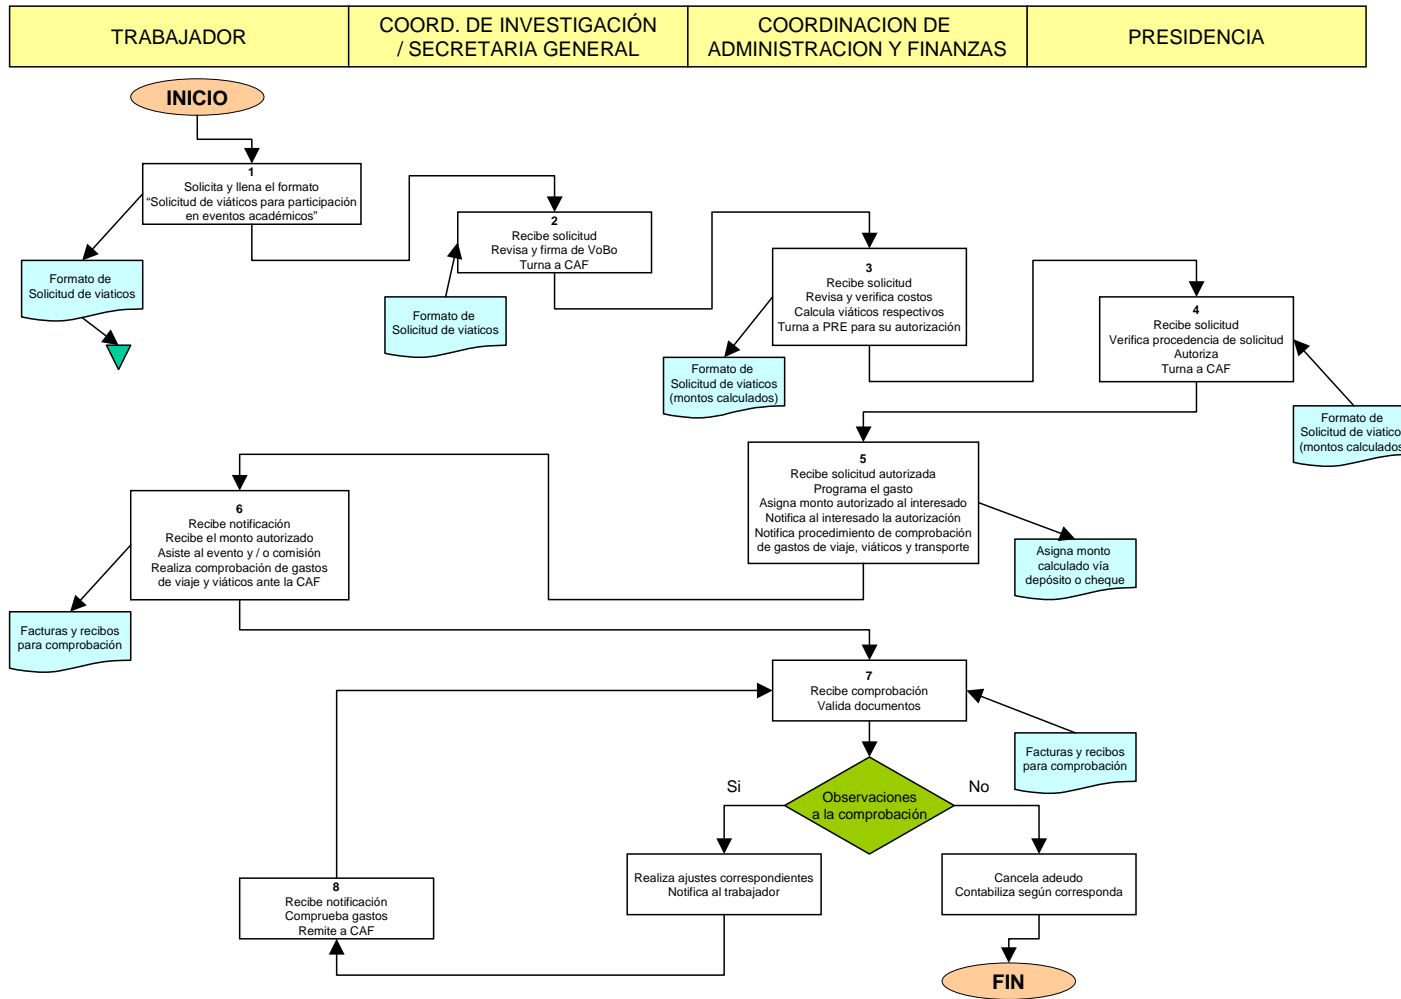 TRABAJADOR
COORD. DE INVESTIGACIÓN
/ SECRETARIA GENERAL
COORDINACION DE
ADMINISTRACION Y FINANZAS
PRESIDENCIA
INICIO
1
Solicita y llena el formato
“Solicitud de viáticos para participación
en eventos académicos”
Formato de
Solicitud de viaticos
2
Recibe solicitud
Revisa y firma de VoBo
Turna a CAF
Formato de
Solicitud de viaticos
3
Recibe solicitud
Revisa y verifica costos
Calcula viáticos respectivos
Turna a PRE para su autorización
Formato de
Solicitud de viaticos
(montos calculados)
4
Recibe solicitud
Verifica procedencia de solicitud
Autoriza
Turna a CAF
Formato de
Solicitud de viatico
(montos calculados
5
Recibe solicitud autorizada
Programa el gasto
Asigna monto autorizado al interesado
Notifica al interesado la autorización
Notifica procedimiento de comprobación
de gastos de viaje, viáticos y transporte
Asigna monto
calculado vía
depósito o cheque
6
Recibe notificación
Recibe el monto autorizado
Asiste al evento y / o comisión
Realiza comprobación de gastos
de viaje y viáticos ante la CAF
Facturas y recibos
para comprobación
7
Recibe comprobación
Valida documentos
Facturas y recibos
para comprobación
Observaciones
a la comprobación
Si
No
Realiza ajustes correspondientes
Notifica al trabajador
Cancela adeudo
Contabiliza según corresponda
8
Recibe notificación
Comprueba gastos
Remite a CAF
FIN